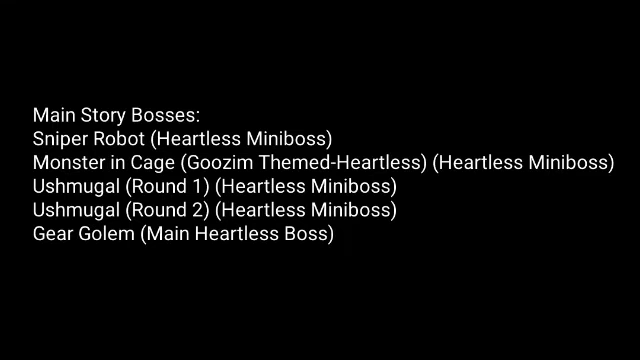 Main Story Bosses:
Sniper Robot (Heartless Miniboss)
Monster in Cage (Goozim Themed-Heartless) (Heartless Miniboss)
Ushmugal (Round 1) (Heartless Miniboss)
Ushmugal (Round 2) (Heartless Miniboss)
Gear Golem (Main Heartless Boss)